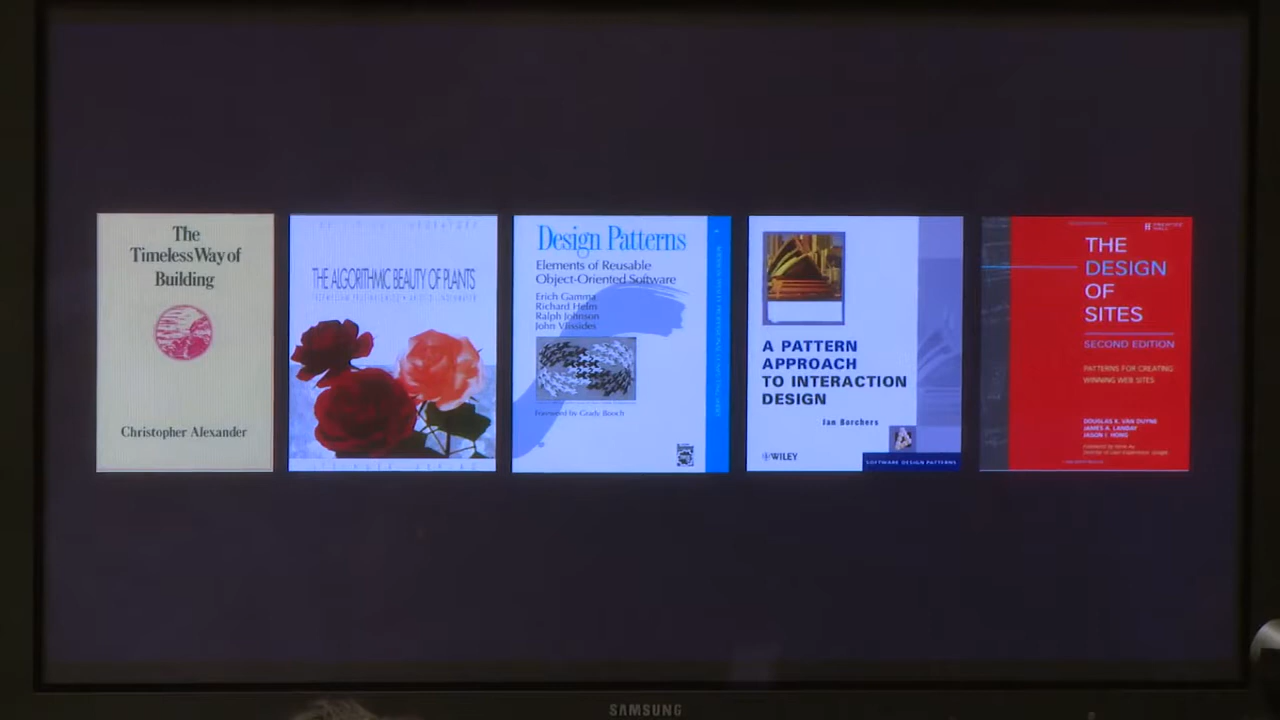 The
Timeless Way of
Building
Christopher Alexander
THE ALGORITHMIC BEAUTY OF PLANTS
Design Patterns
Elements of Reusable
Object-Oriented Software
Erich Gamma
Richard Helm
Ralph Johnson
John Vlissides
Foreword by Grady Booch
A PATTERN
APPROACH
TO INTERACTION
DESIGN
Jan Borchers
WILEY
SOFTWARE DESIGN PATTERNS
THE
DESIGN
OF
SITES
SECOND EDITION
PATTERNS FOR CREATING
WINNING WEB SITES
DOUGLAS K. VAN DUYNE
JAMES A. LANDAY
JASON I. HONG
SAMSUNG